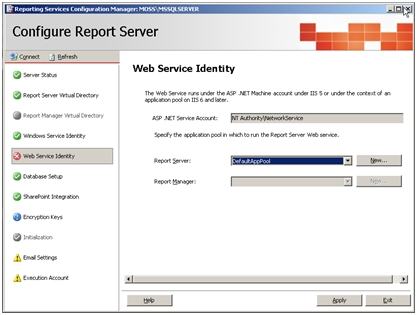 Reporting Services Configuration Manager: MOSS\MSSQLSERVER
Configure Report Server
Connect Refresh
Server Status
Report Server Virtual Directory
Report Manager Virtual Directory
Windows Service Identity
Web Service Identity
Database Setup
SharePoint Integration
Encryption Keys
Initialization
Email Settings
Execution Account
Web Service Identity
The Web Service runs under the ASP .NET Machine account under IIS 5 or under the context of an
application pool on IIS 6 and later.
ASP .NET Service Account: NT Authority\NetworkService
Specify the application pool in which to run the Report Server Web service.
Report Server: DefaultAppPool New...
Report Manager: New...
Help Apply Exit